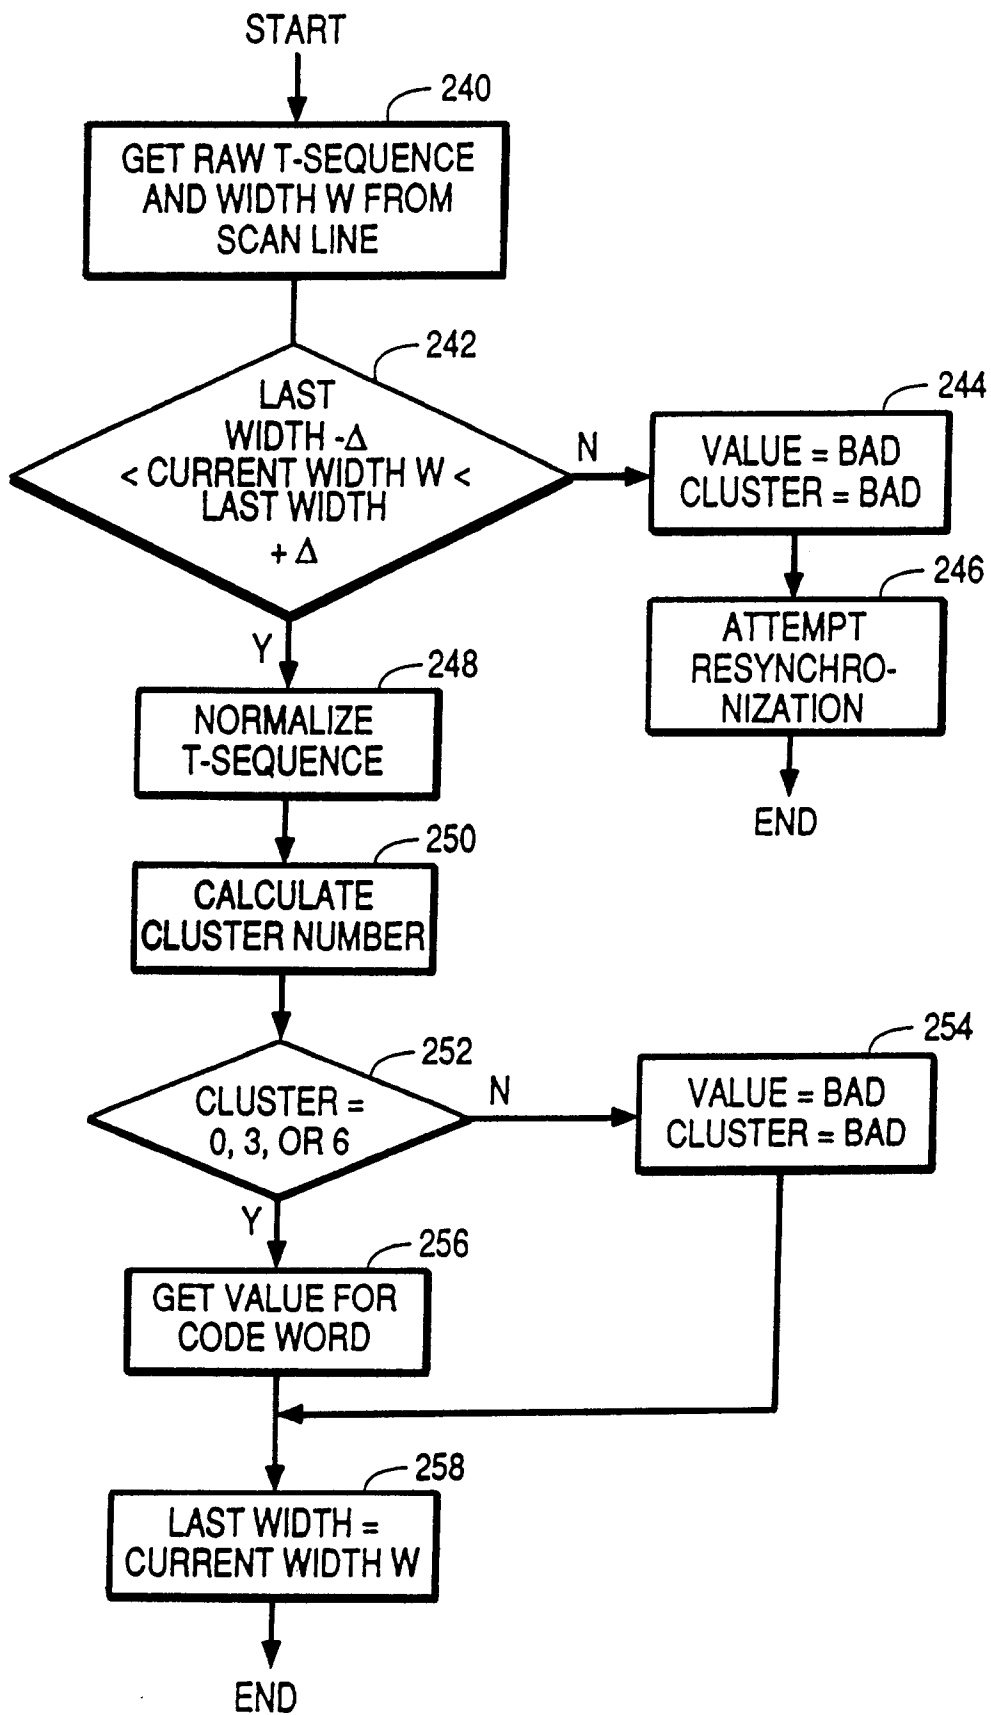 START
240
GET RAW T-SEQUENCE
AND WIDTH W FROM
SCAN LINE
242
LAST
WIDTH -Δ
< CURRENT WIDTH W <
LAST WIDTH
+ Δ
N
244
VALUE = BAD
CLUSTER = BAD
246
ATTEMPT
RESYNCHRO-
NIZATION
END
Y
248
NORMALIZE
T-SEQUENCE
250
CALCULATE
CLUSTER NUMBER
252
CLUSTER =
0, 3, OR 6
N
254
VALUE = BAD
CLUSTER = BAD
Y
256
GET VALUE FOR
CODE WORD
258
LAST WIDTH =
CURRENT WIDTH W
END